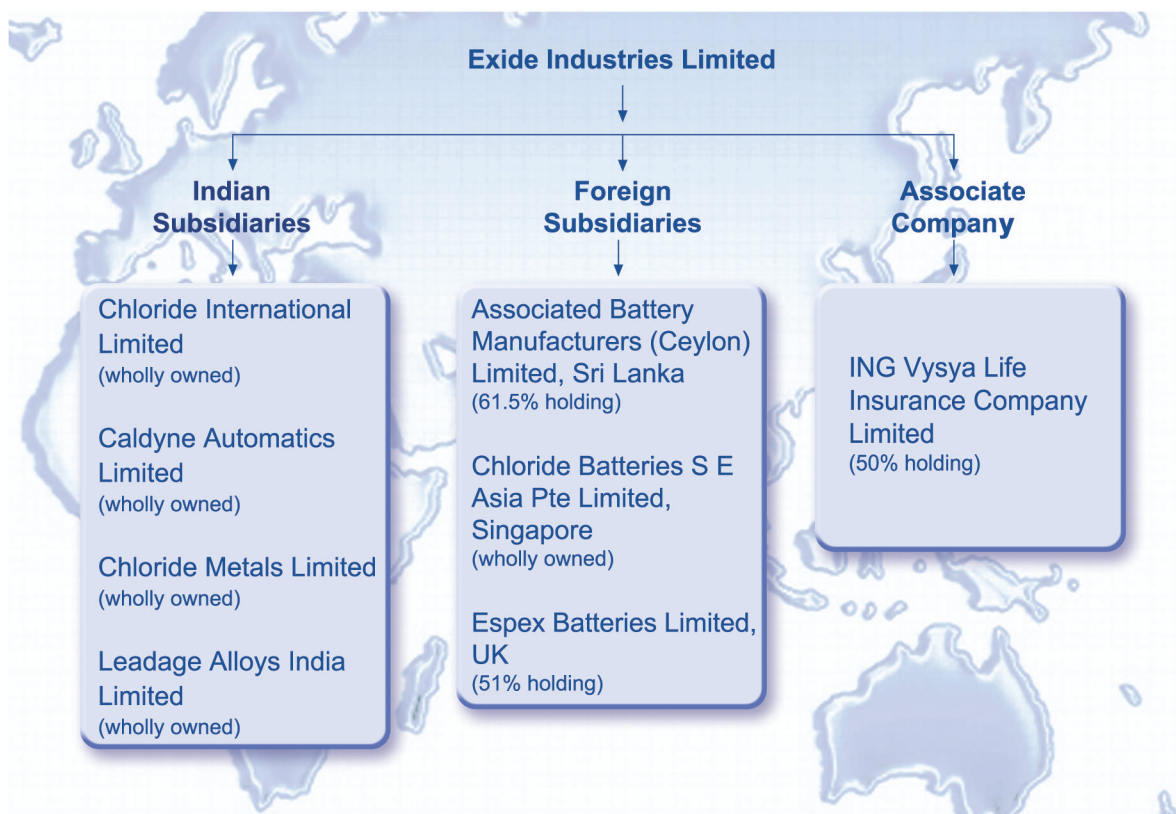 Exide Industries Limited
Indian
Subsidiaries
Foreign
Subsidiaries
Associate
Company
Chloride International
Limited
(wholly owned)
Caldyne Automatics
Limited
(wholly owned)
Chloride Metals Limited
(wholly owned)
Leadage Alloys India
Limited
(wholly owned)
Associated Battery
Manufacturers (Ceylon)
Limited, Sri Lanka
(61.5% holding)
Chloride Batteries S E
Asia Pte Limited,
Singapore
(wholly owned)
Espex Batteries Limited,
UK
(51% holding)
ING Vysya Life
Insurance Company
Limited
(50% holding)